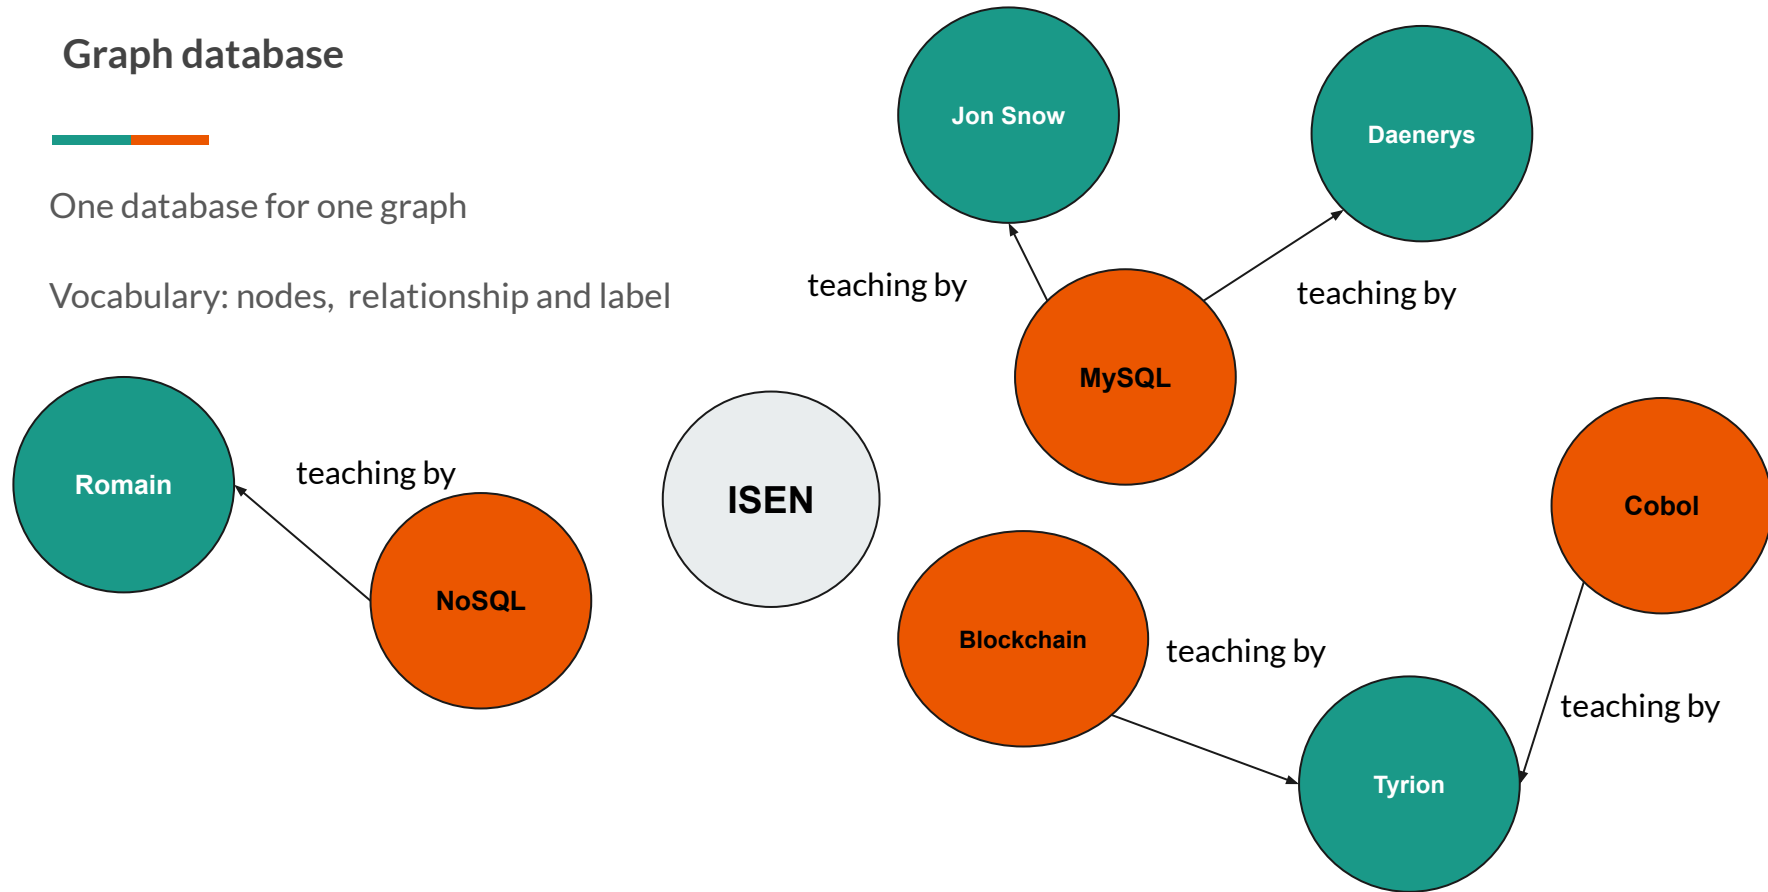 Graph database
One database for one graph
Vocabulary: nodes, relationship and label
Jon Snow
Daenerys
teaching by
teaching by
MySQL
Romain
teaching by
ISEN
Cobol
NoSQL
Blockchain
teaching by
teaching by
Tyrion